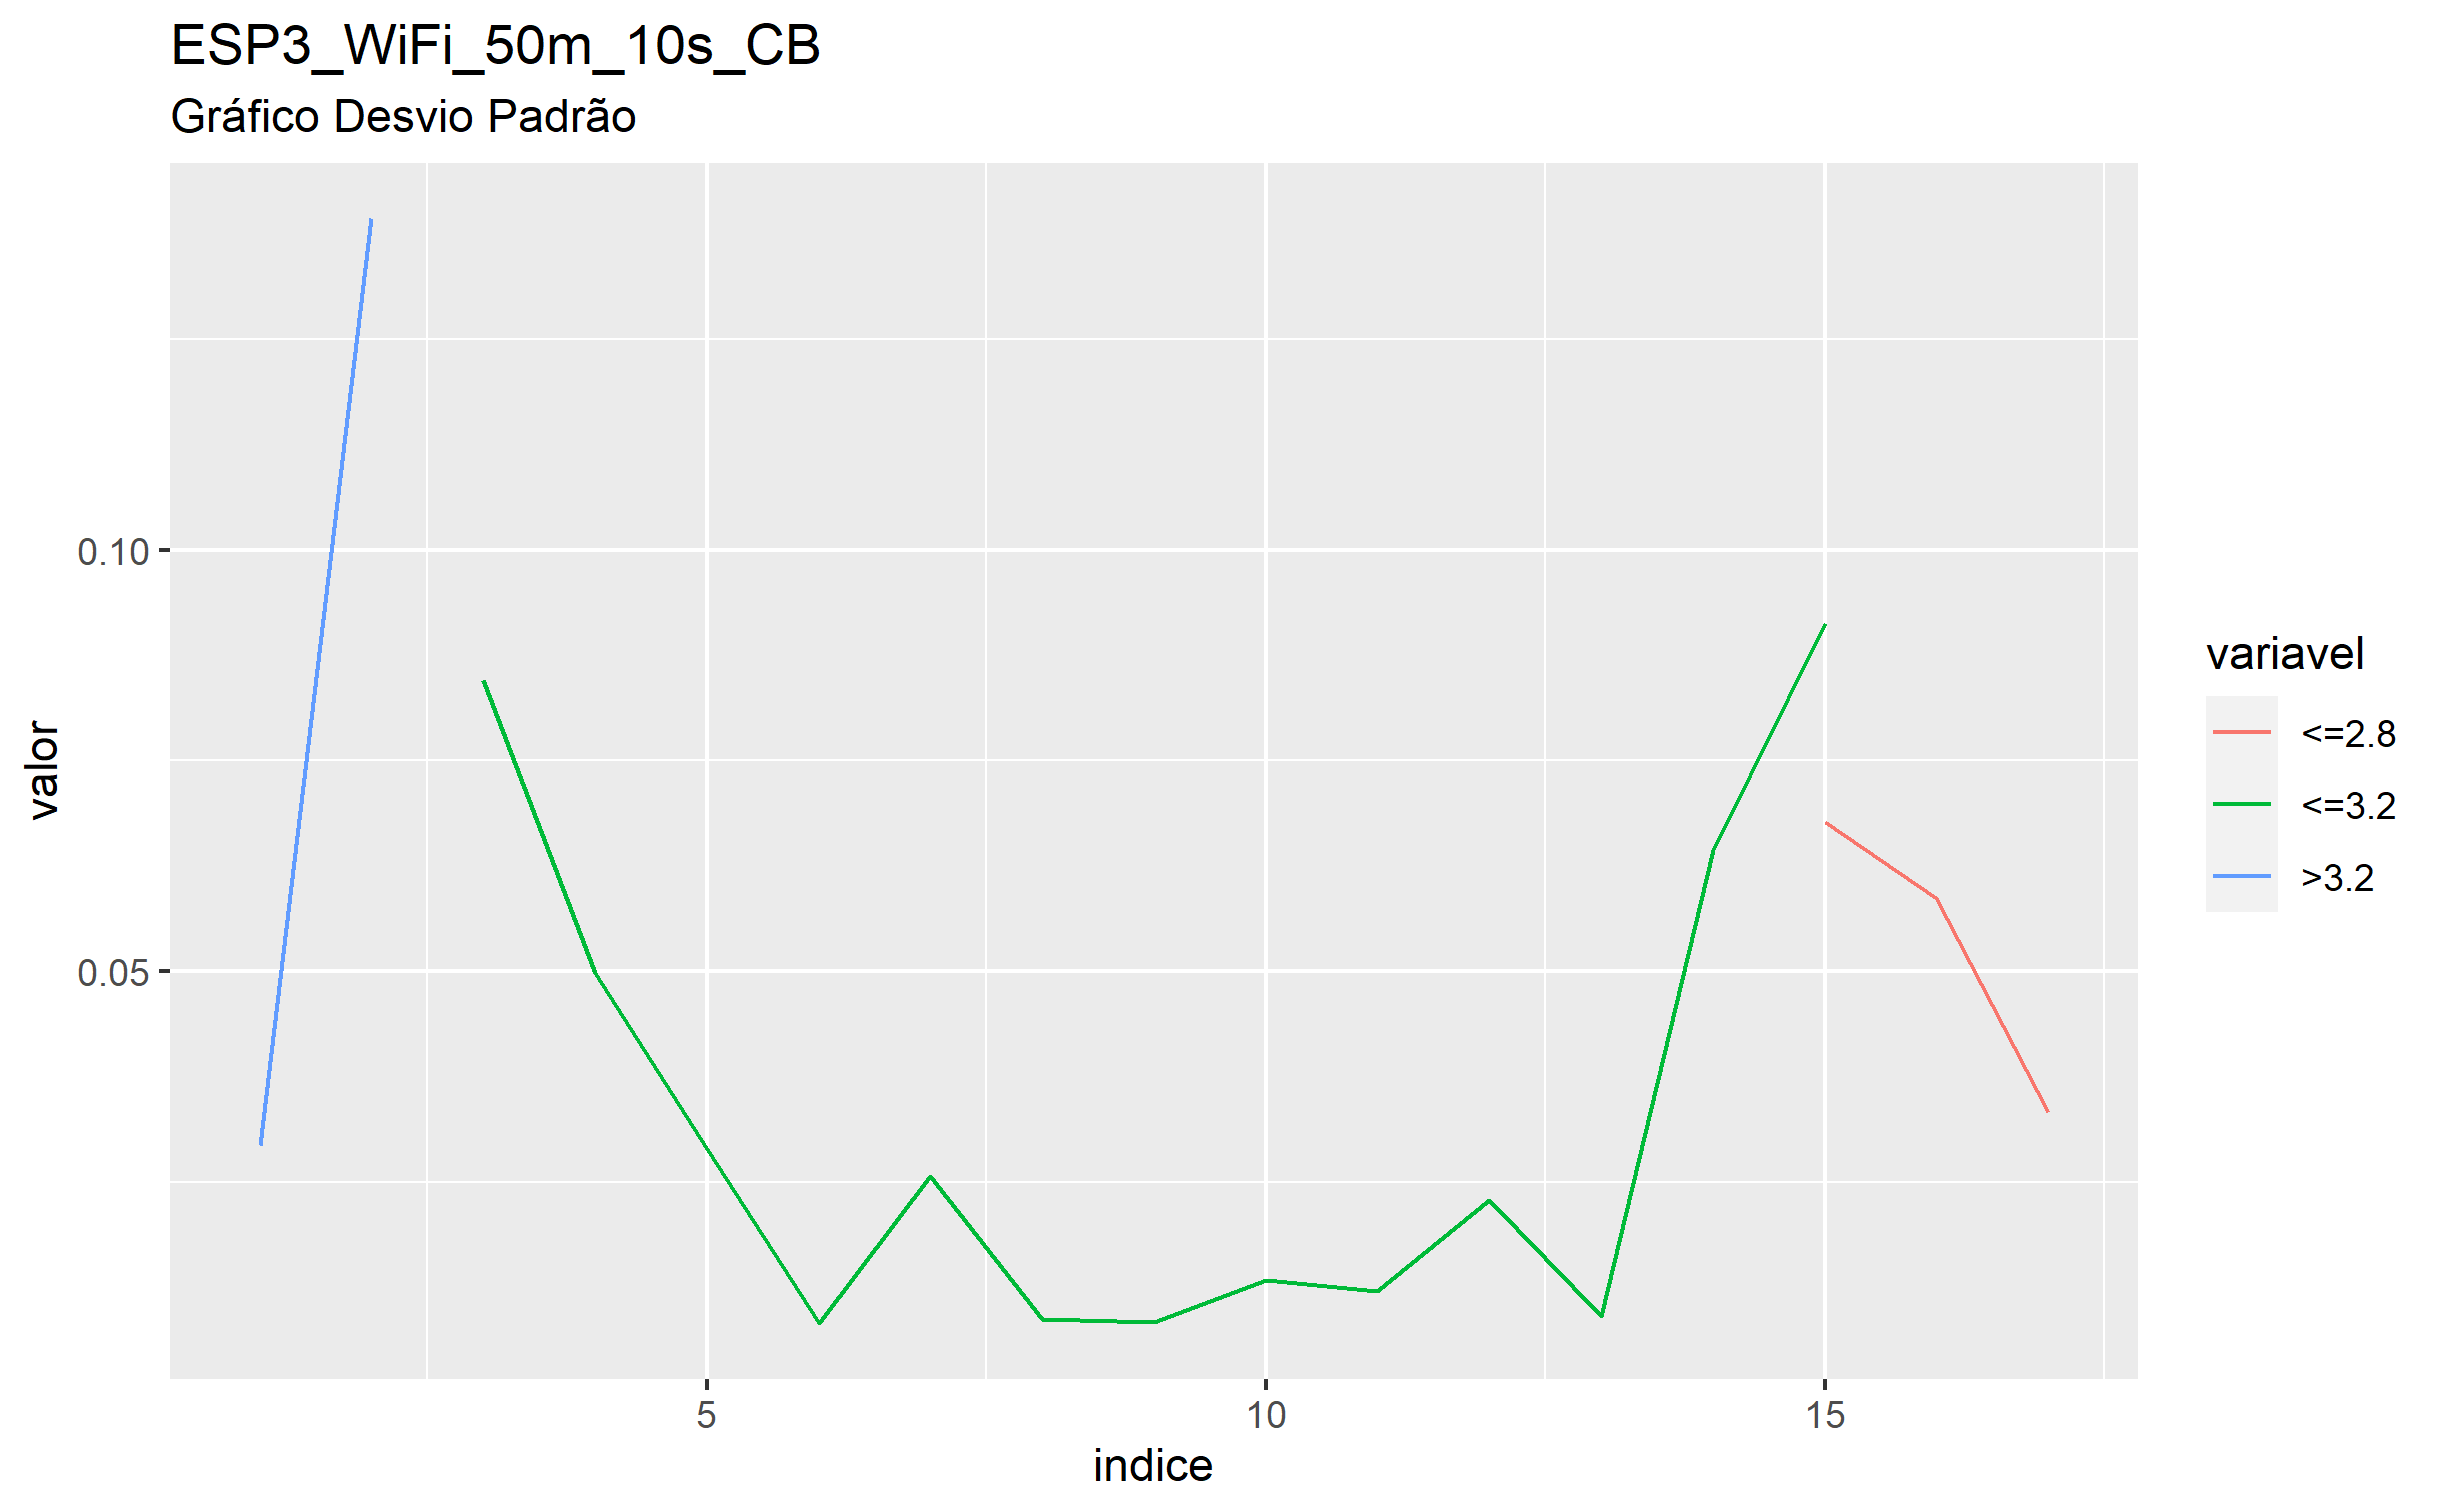 ESP3_WiFi_50m_10s_CB
Gráfico Desvio Padrão
valor
0.10
0.05
5
10
15
indice
variavel
<=2.8
<=3.2
>3.2